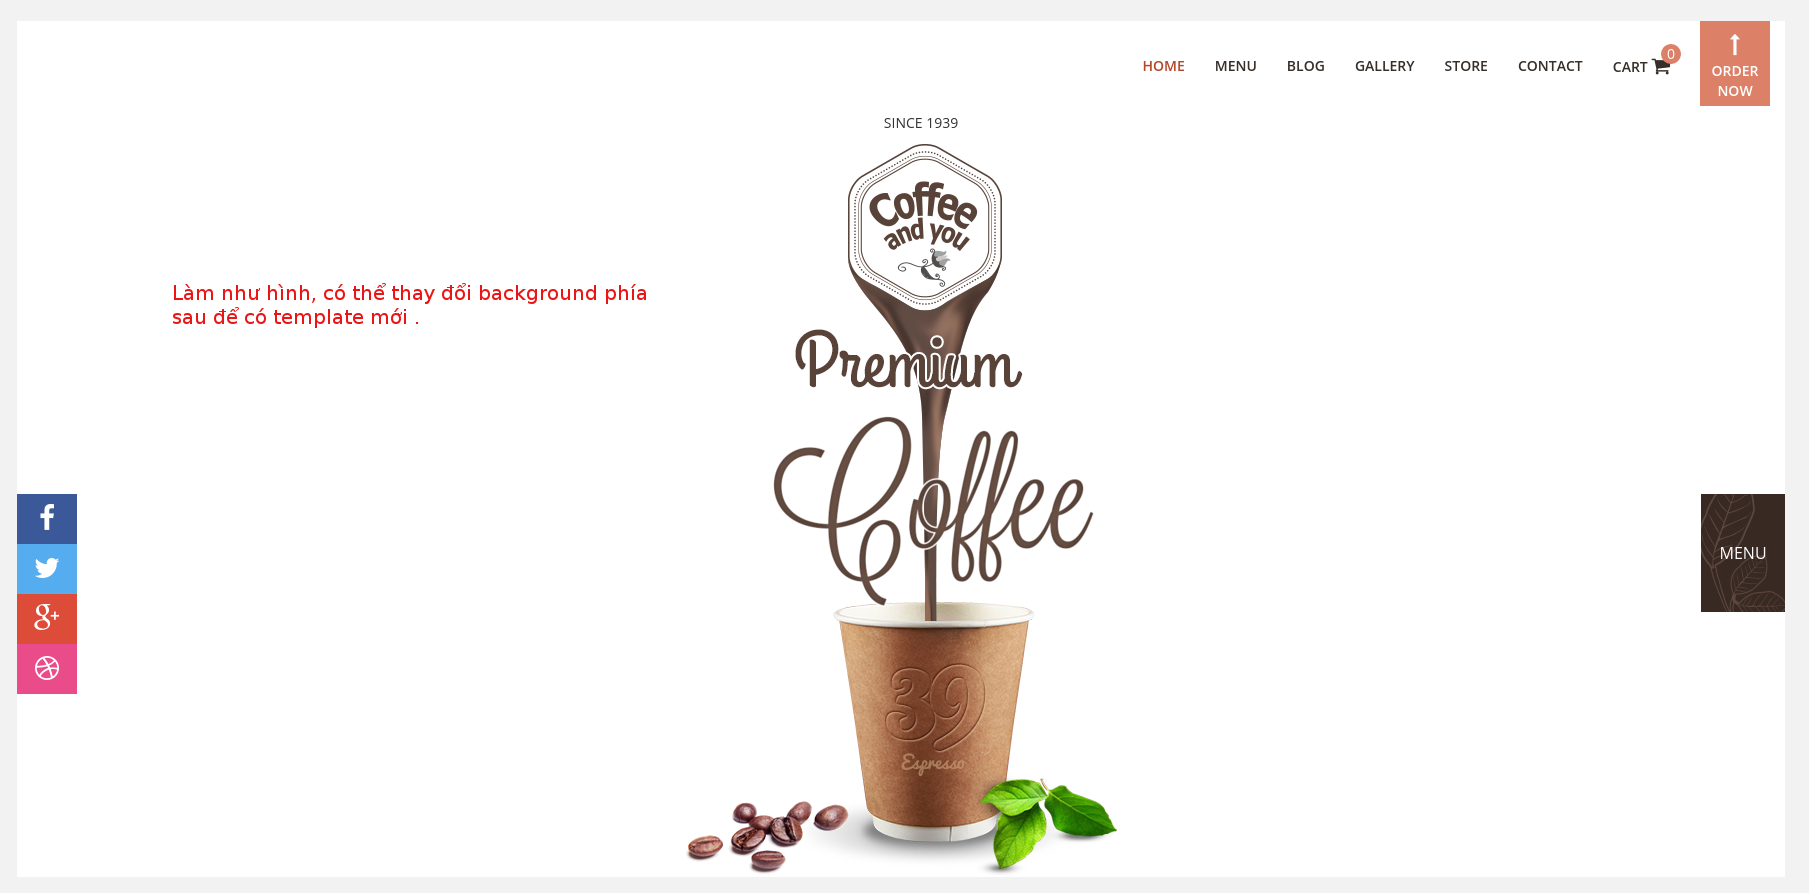 HOME MENU BLOG GALLERY STORE CONTACT CART 0
ORDER
NOW
SINCE 1939
Coffee
and you
Làm như hình, có thể thay đổi background phía
sau để có template mới .
Premium
Coffee
MENU
39
Espresso